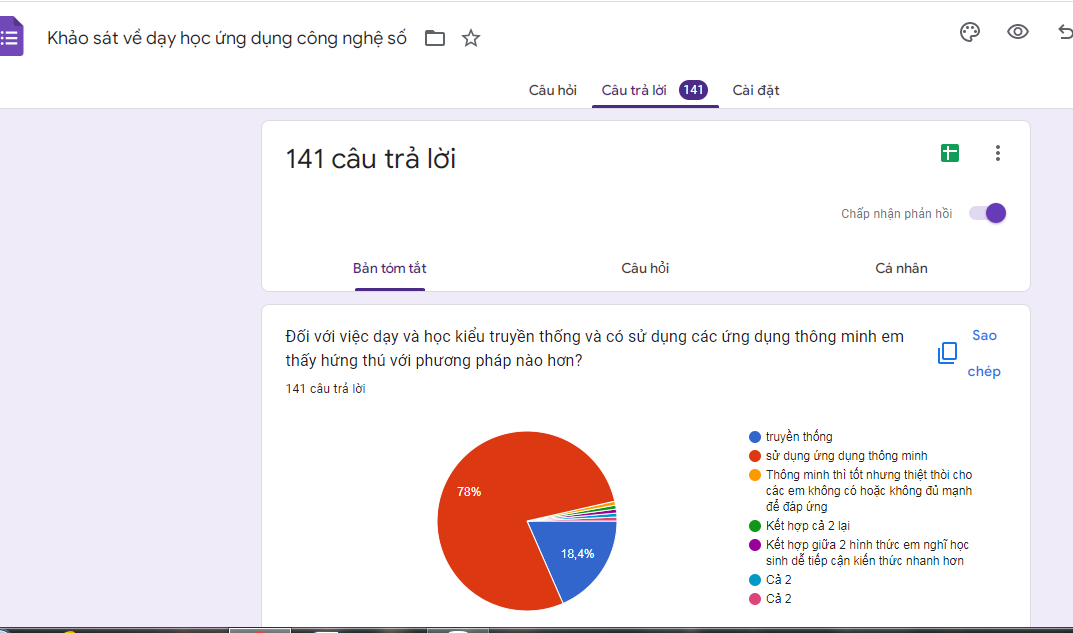 Khảo sát về dạy học ứng dụng công nghệ số
Câu hỏi Câu trả lời 141 Cài đặt
141 câu trả lời
Chấp nhận phản hồi
Bản tóm tắt Câu hỏi Cá nhân
Đối với việc dạy và học kiểu truyền thống và có sử dụng các ứng dụng thông minh em
thấy hứng thú với phương pháp nào hơn?
Sao
chép
141 câu trả lời
78%
18,4%
truyền thống
sử dụng ứng dụng thông minh
Thông minh thì tốt nhưng thiệt thòi cho
các em không có hoặc không đủ mạnh
để đáp ứng
Kết hợp cả 2 lại
Kết hợp giữa 2 hình thức em nghĩ học
sinh dễ tiếp cận kiến thức nhanh hơn
Cả 2
Cả 2